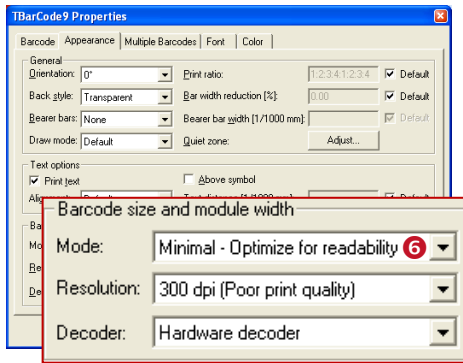 TBarCode9 Properties
Barcode Appearance Multiple Barcodes Font Color
General
Orientation: 0° Print ratio: 1:2:3:4:1:2:3:4 Default
Back style: Transparent Bar width reduction [%]: 0.00 Default
Bearer bars: None Bearer bar width [1/1000 mm]: Default
Draw mode: Default Quiet zone: Adjust...
Text options
Print text Above symbol
Barcode size and module width
Mode: Minimal - Optimize for readability 6
Resolution: 300 dpi (Poor print quality)
Decoder: Hardware decoder